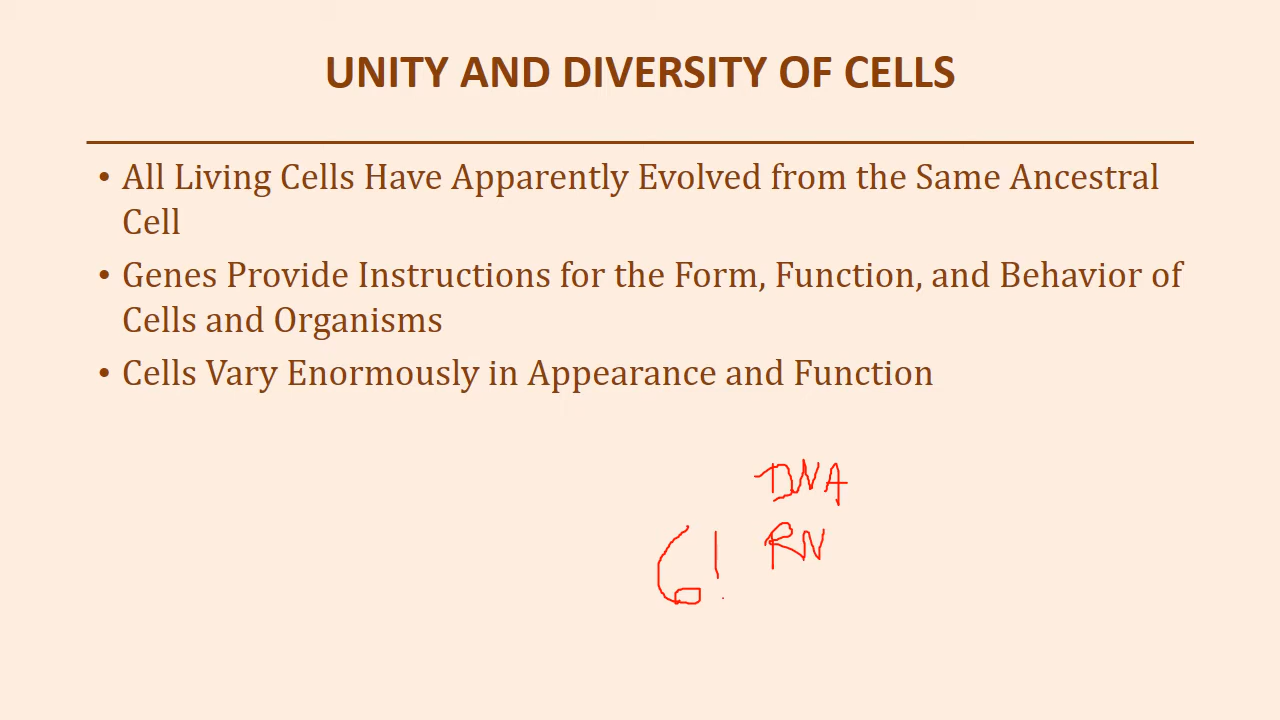 UNITY AND DIVERSITY OF CELLS
• All Living Cells Have Apparently Evolved from the Same Ancestral
Cell
• Genes Provide Instructions for the Form, Function, and Behavior of
Cells and Organisms
• Cells Vary Enormously in Appearance and Function
DNA
RN